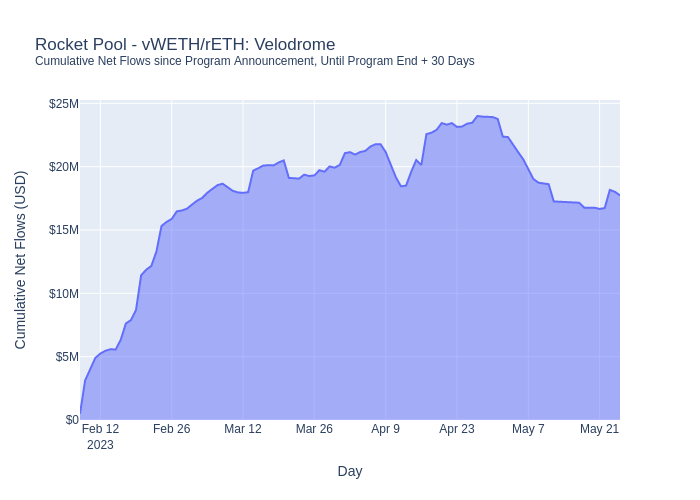 Rocket Pool - vWETH/rETH: Velodrome
Cumulative Net Flows since Program Announcement, Until Program End + 30 Days
Cumulative Net Flows (USD)
$25M
$20M
$15M
$10M
$5M
$0
Feb 12 Feb 26 Mar 12 Mar 26 Apr 9 Apr 23 May 7 May 21
2023
Day